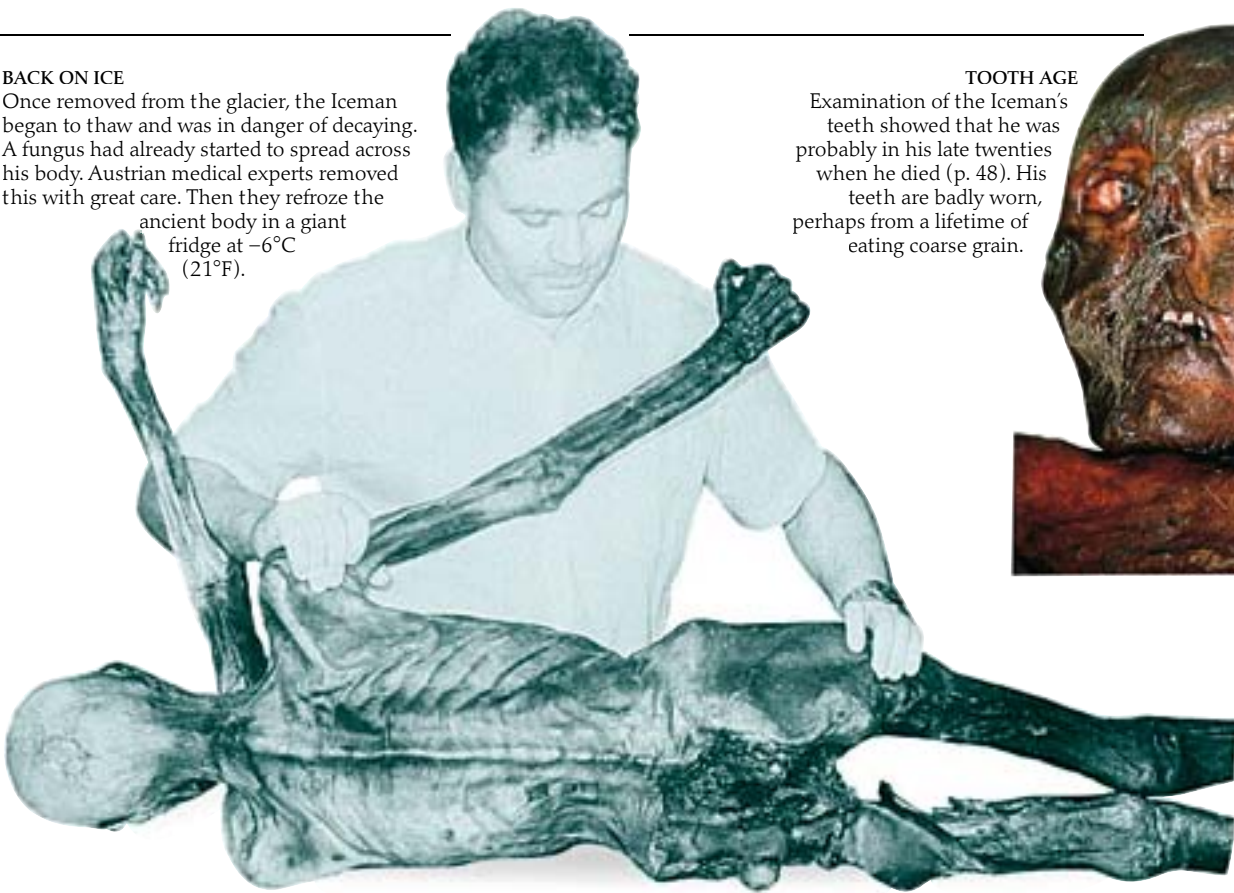 BACK ON ICE
Once removed from the glacier, the Iceman
began to thaw and was in danger of decaying.
A fungus had already started to spread across
his body. Austrian medical experts removed
this with great care. Then they refroze the
ancient body in a giant
fridge at −6°C
(21°F).
TOOTH AGE
Examination of the Iceman’s
teeth showed that he was
probably in his late twenties
when he died (p. 48). His
teeth are badly worn,
perhaps from a lifetime of
eating coarse grain.